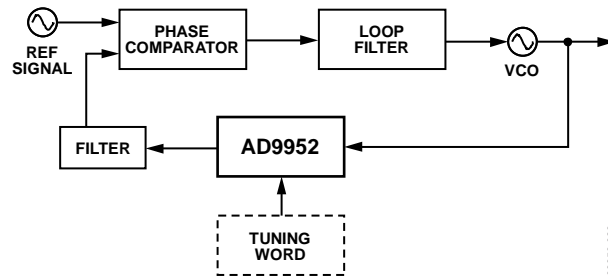 REF
SIGNAL
PHASE
COMPARATOR
LOOP
FILTER
VCO
FILTER
AD9952
TUNING
WORD